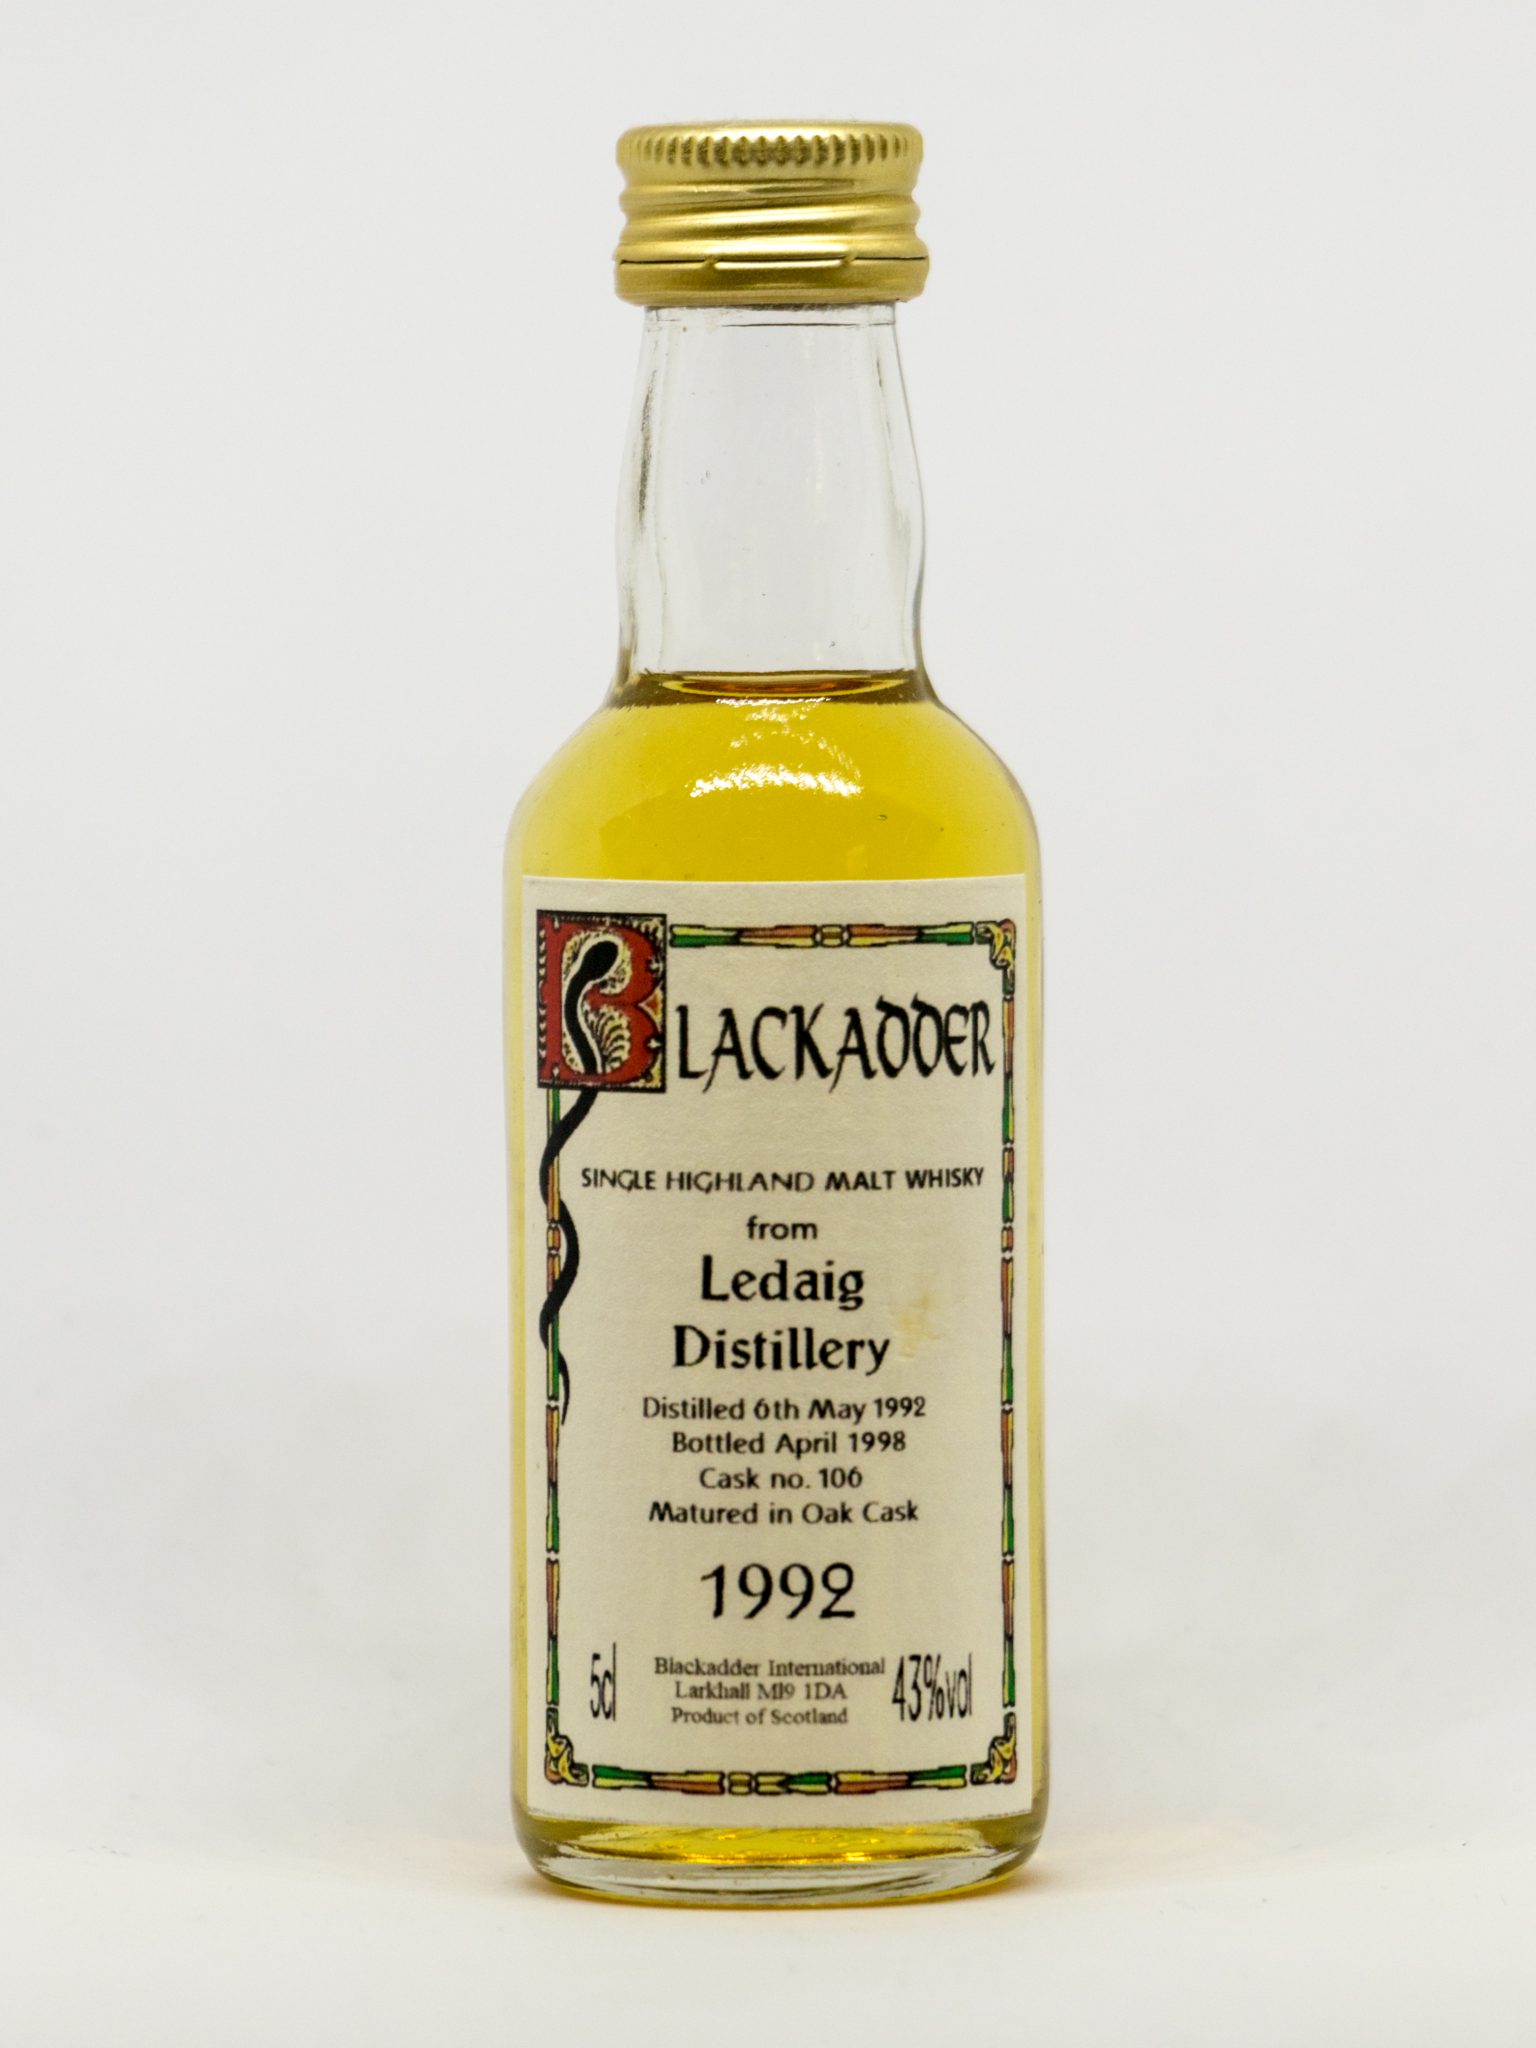 BLACKADDER
SINGLE HIGHLAND MALT WHISKY
from
Ledaig
Distillery
Distilled 6th May 1992
Bottled April 1998
Cask no. 106
Matured in Oak Cask
1992
5cl
Blackadder International
Larkhall Ml9 1DA
Product of Scotland
43%vol